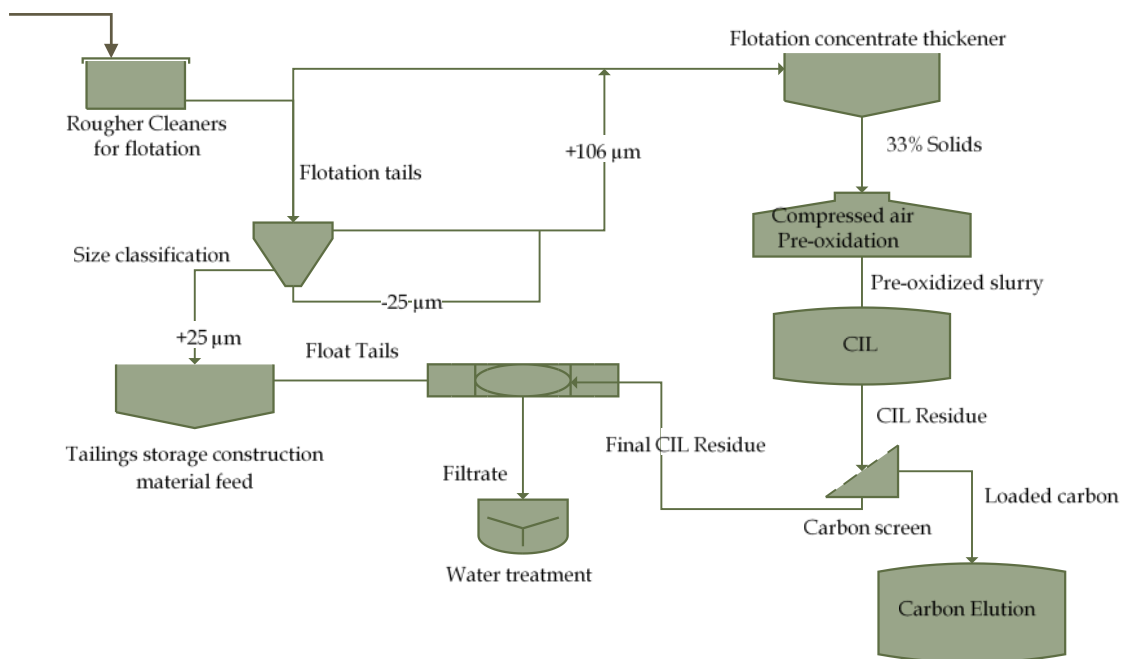 Flotation concentrate thickener
Rougher Cleaners
for flotation
33% Solids
+106 µm
Flotation tails
Compressed air
Pre-oxidation
Size classification
Pre-oxidized slurry
-25 µm
+25 µm
Float Tails
CIL
CIL Residue
Final CIL Residue
Tailings storage construction
material feed
Filtrate
Loaded carbon
Carbon screen
Water treatment
Carbon Elution